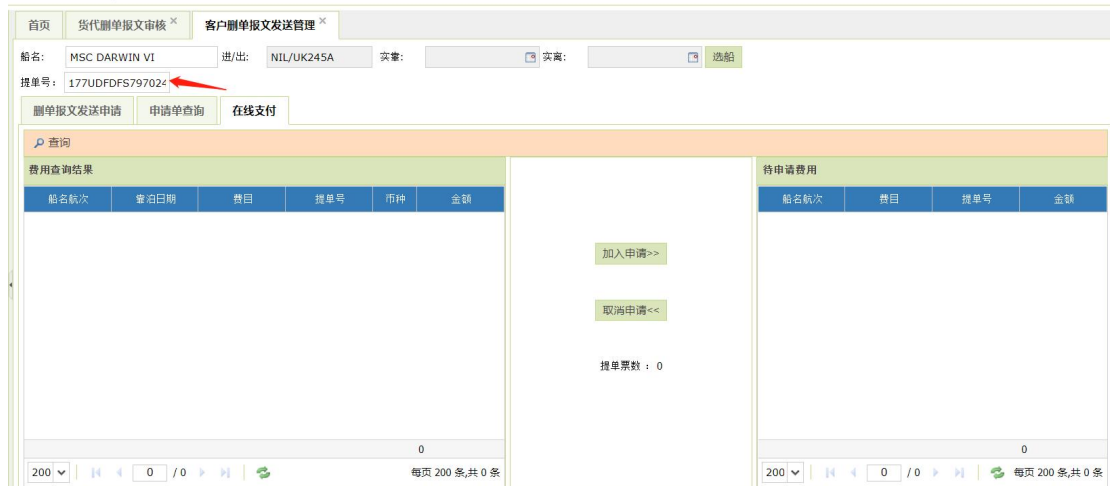 首页 货代删单报文审核 × 客户删单报文发送管理 ×
船名: MSC DARWIN VI 进/出: NIL/UK245A 实靠: 实离: 选船
提单号: 177UDFDFS797024
删单报文发送申请 申请单查询 在线支付
查询
费用查询结果 待申请费用
船名航次 靠泊日期 费目 提单号 币种 金额 船名航次 费目 提单号 金额
加入申请>>
取消申请<<
提单票数 : 0
0 0
200 0 / 0 每页 200 条,共 0 条 200 0 / 0 每页 200 条,共 0 条